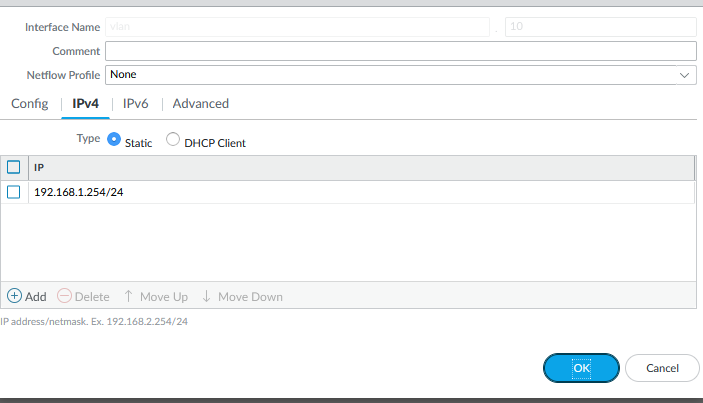 Interface Name vlan . 10
Comment
Netflow Profile None
Config IPv4 IPv6 Advanced
Type Static DHCP Client
IP
192.168.1.254/24
Add Delete Move Up Move Down
IP address/netmask. Ex. 192.168.2.254/24
OK Cancel